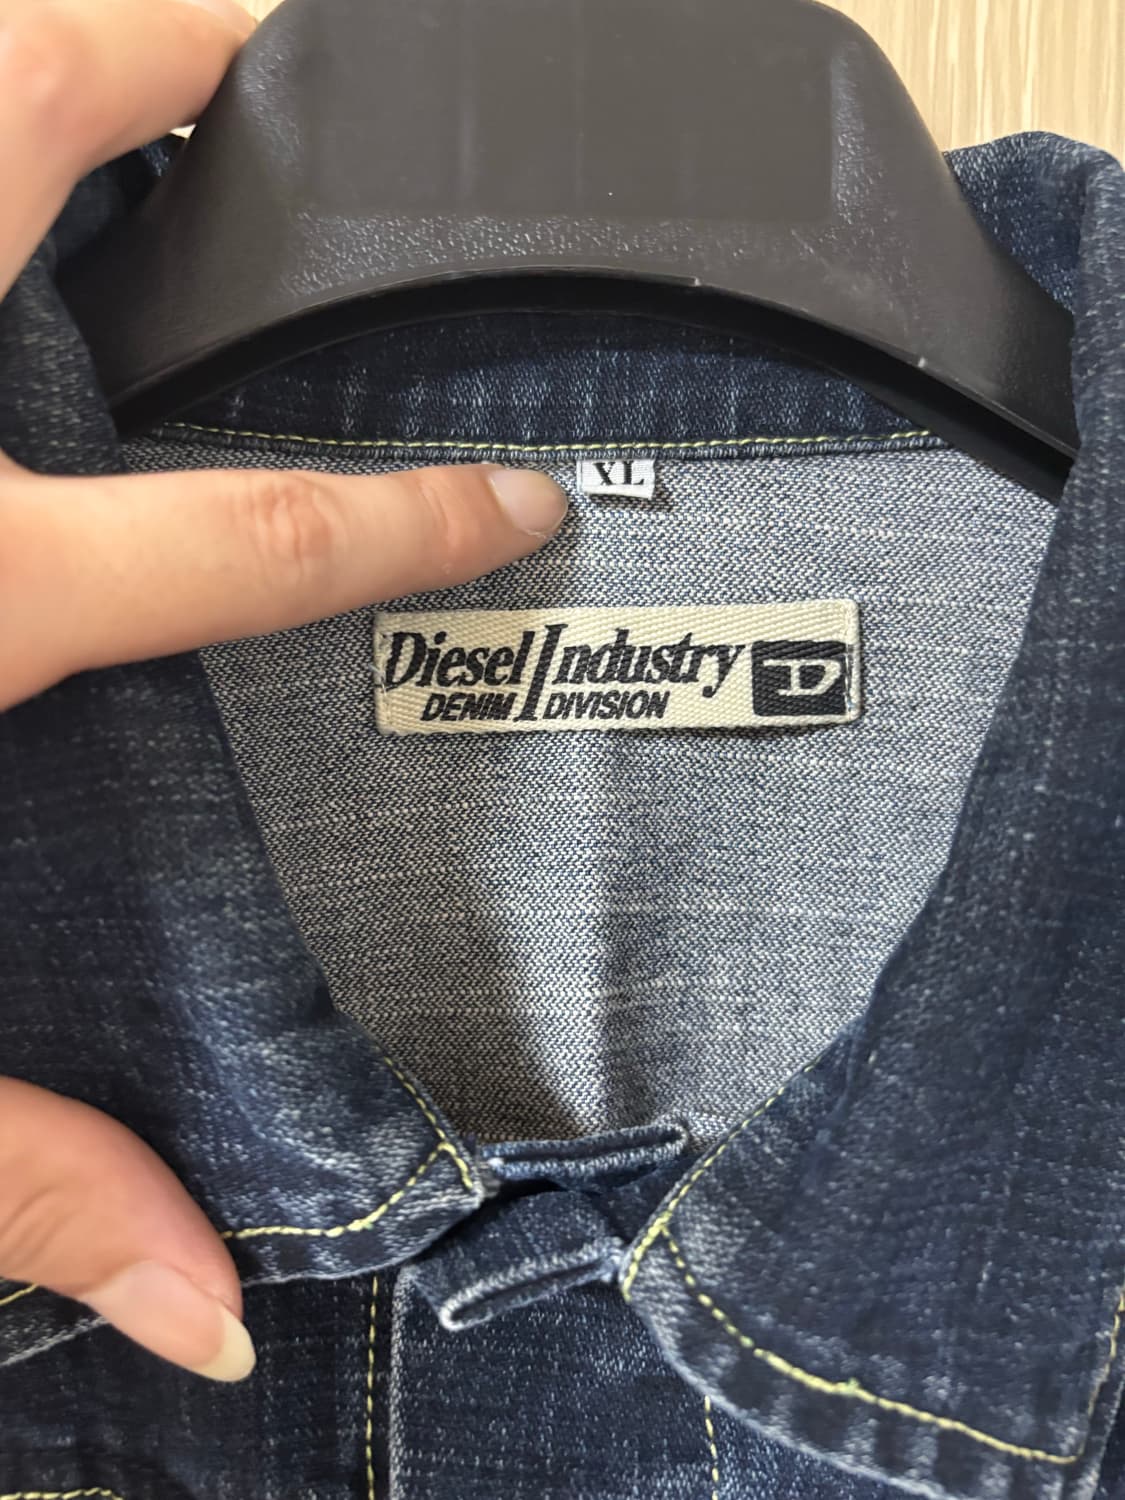 XL
Diesel Industry
DENIM DIVISION
D